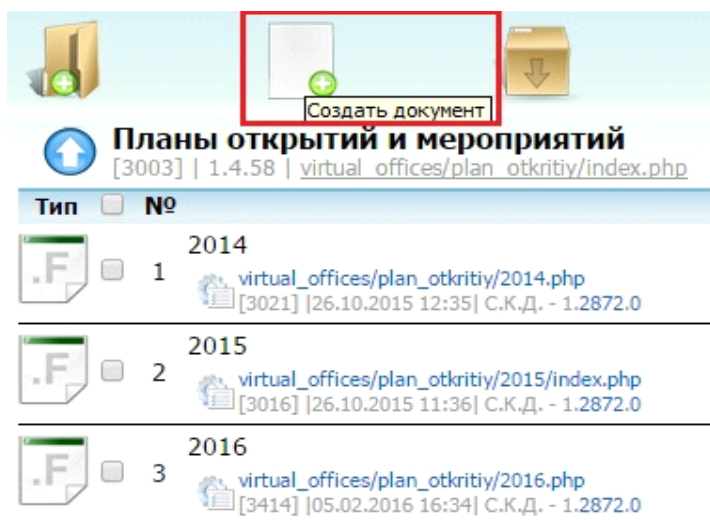 Создать документ
Планы открытий и мероприятий
[3003] | 1.4.58 | virtual_offices/plan_otkritiy/index.php
Тип №
.F 1 2014
virtual_offices/plan_otkritiy/2014.php
[3021] |26.10.2015 12:35| С.К.Д. - 1.2872.0
.F 2 2015
virtual_offices/plan_otkritiy/2015/index.php
[3016] |26.10.2015 11:36| С.К.Д. - 1.2872.0
.F 3 2016
virtual_offices/plan_otkritiy/2016.php
[3414] |05.02.2016 16:34| С.К.Д. - 1.2872.0